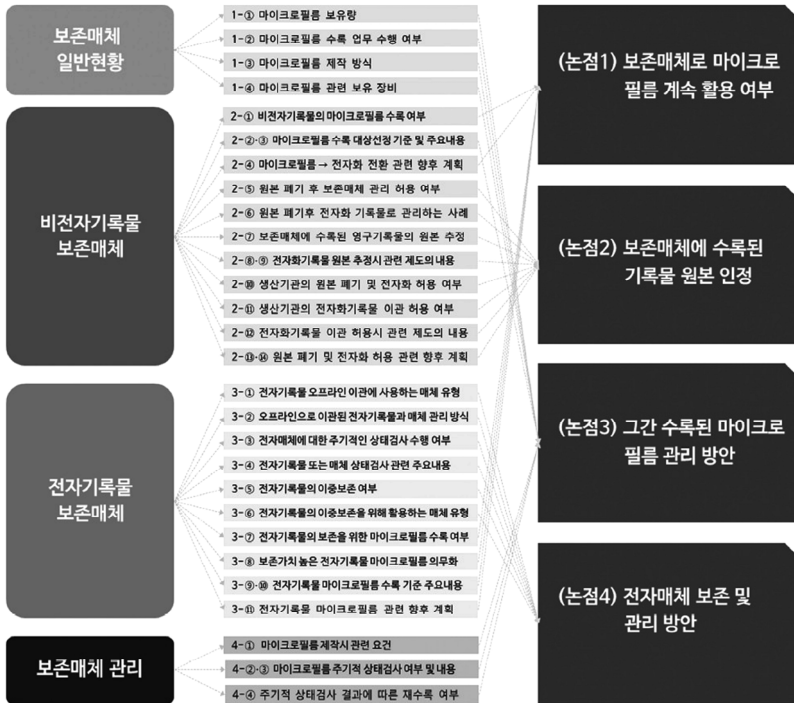 보존매체
일반현황
1-① 마이크로필름 보유량
1-② 마이크로필름 수록 업무 수행 여부
1-③ 마이크로필름 제작 방식
1-④ 마이크로필름 관련 보유 장비
비전자기록물
보존매체
2-① 비전자기록물의 마이크로필름 수록 여부
2-②·③ 마이크로필름 수록 대상선정 기준 및 주요내용
2-④ 마이크로필름 → 전자화 전환 관련 향후 계획
2-⑤ 원본 폐기 후 보존매체 관리 허용 여부
2-⑥ 원본 폐기후 전자화 기록물로 관리하는 사례
2-⑦ 보존매체에 수록된 영구기록물의 원본 추정
2-⑧·⑨ 전자화기록물 원본 추정시 관련 제도의 내용
2-⑩ 생산기관의 원본 폐기 및 전자화 허용 여부
2-⑪ 생산기관의 전자화기록물 이관 허용 여부
2-⑫ 전자화기록물 이관 허용시 관련 제도의 내용
2-⑬·⑭ 원본 폐기 및 전자화 허용 관련 향후 계획
전자기록물
보존매체
3-① 전자기록물 오프라인 이관에 사용하는 매체 유형
3-② 오프라인으로 이관된 전자기록물과 매체 관리 방식
3-③ 전자매체에 대한 주기적인 상태검사 수행 여부
3-④ 전자기록물 또는 매체 상태검사 관련 주요내용
3-⑤ 전자기록물의 이중보존 여부
3-⑥ 전자기록물의 이중보존을 위해 활용하는 매체 유형
3-⑦ 전자기록물의 보존을 위한 마이크로필름 수록 여부
3-⑧ 보존가치 높은 전자기록물 마이크로필름 의무화
3-⑨·⑩ 전자기록물 마이크로필름 수록 기준 주요내용
3-⑪ 전자기록물 마이크로필름 관련 향후 계획
보존매체 관리
4-① 마이크로필름 제작시 관련 요건
4-②·③ 마이크로필름 주기적 상태검사 여부 및 내용
4-④ 주기적 상태검사 결과에 따른 재수록 여부
(논점1) 보존매체로 마이크로
필름 계속 활용 여부
(논점2) 보존매체에 수록된
기록물 원본 인정
(논점3) 그간 수록된 마이크로
필름 관리 방안
(논점4) 전자매체 보존 및
관리 방안